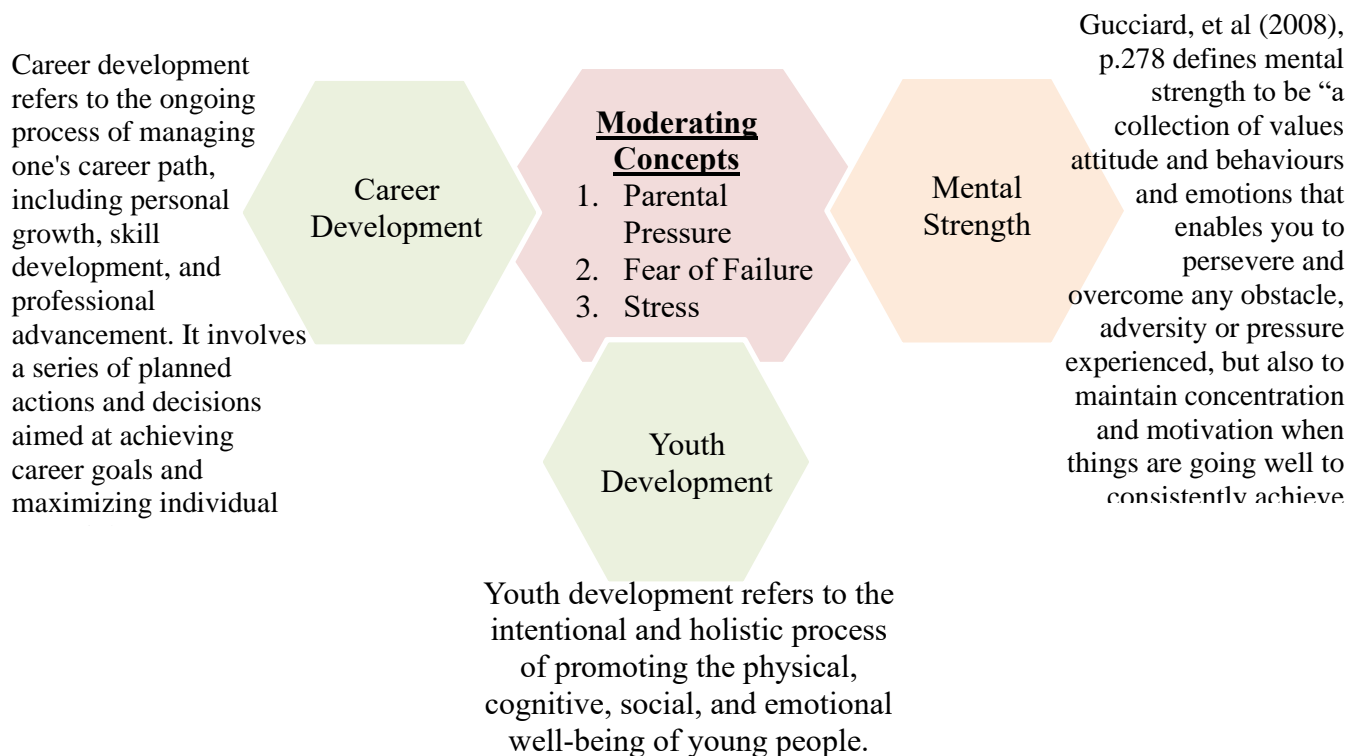 Career development
refers to the ongoing
process of managing
one's career path,
including personal
growth, skill
development, and
professional
advancement. It involves
a series of planned
actions and decisions
aimed at achieving
career goals and
maximizing individual
Career
Development
Moderating
Concepts
1. Parental
Pressure
2. Fear of Failure
3. Stress
Mental
Strength
Gucciard, et al (2008),
p.278 defines mental
strength to be “a
collection of values
attitude and behaviours
and emotions that
enables you to
persevere and
overcome any obstacle,
adversity or pressure
experienced, but also to
maintain concentration
and motivation when
things are going well to
consistently achieve
Youth
Development
Youth development refers to the
intentional and holistic process
of promoting the physical,
cognitive, social, and emotional
well-being of young people.